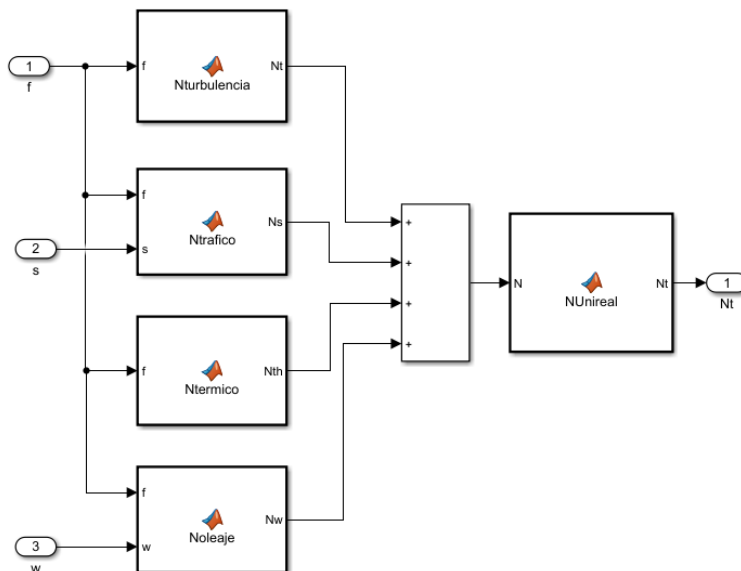 1
f
f
Nt
Nturbulencia
f
s
Ns
Ntrafico
2
s
f
Nth
Ntermico
f
w
Nw
Noleaje
3
w
+
+
+
+
N
Nt
NUnireal
1
Nt